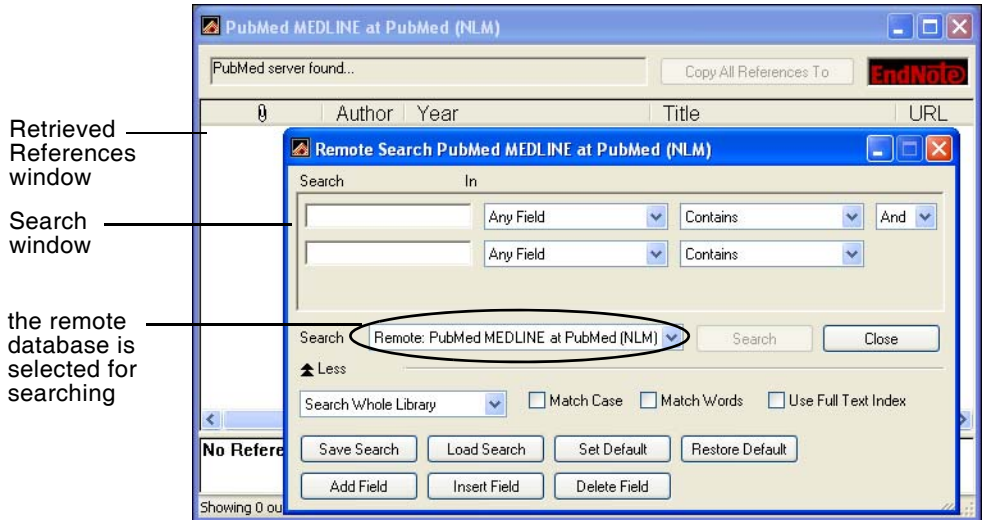 PubMed MEDLINE at PubMed (NLM)
PubMed server found...
Copy All References To
EndNote
Author Year Title URL
Retrieved
References
window
Remote Search PubMed MEDLINE at PubMed (NLM)
Search In
Search
window
Any Field Contains And
Any Field Contains
the remote
database is
selected for
searching
Search Remote: PubMed MEDLINE at PubMed (NLM) Search Close
Less
Search Whole Library Match Case Match Words Use Full Text Index
No Refere
Save Search Load Search Set Default Restore Default
Add Field Insert Field Delete Field
Showing 0 ou